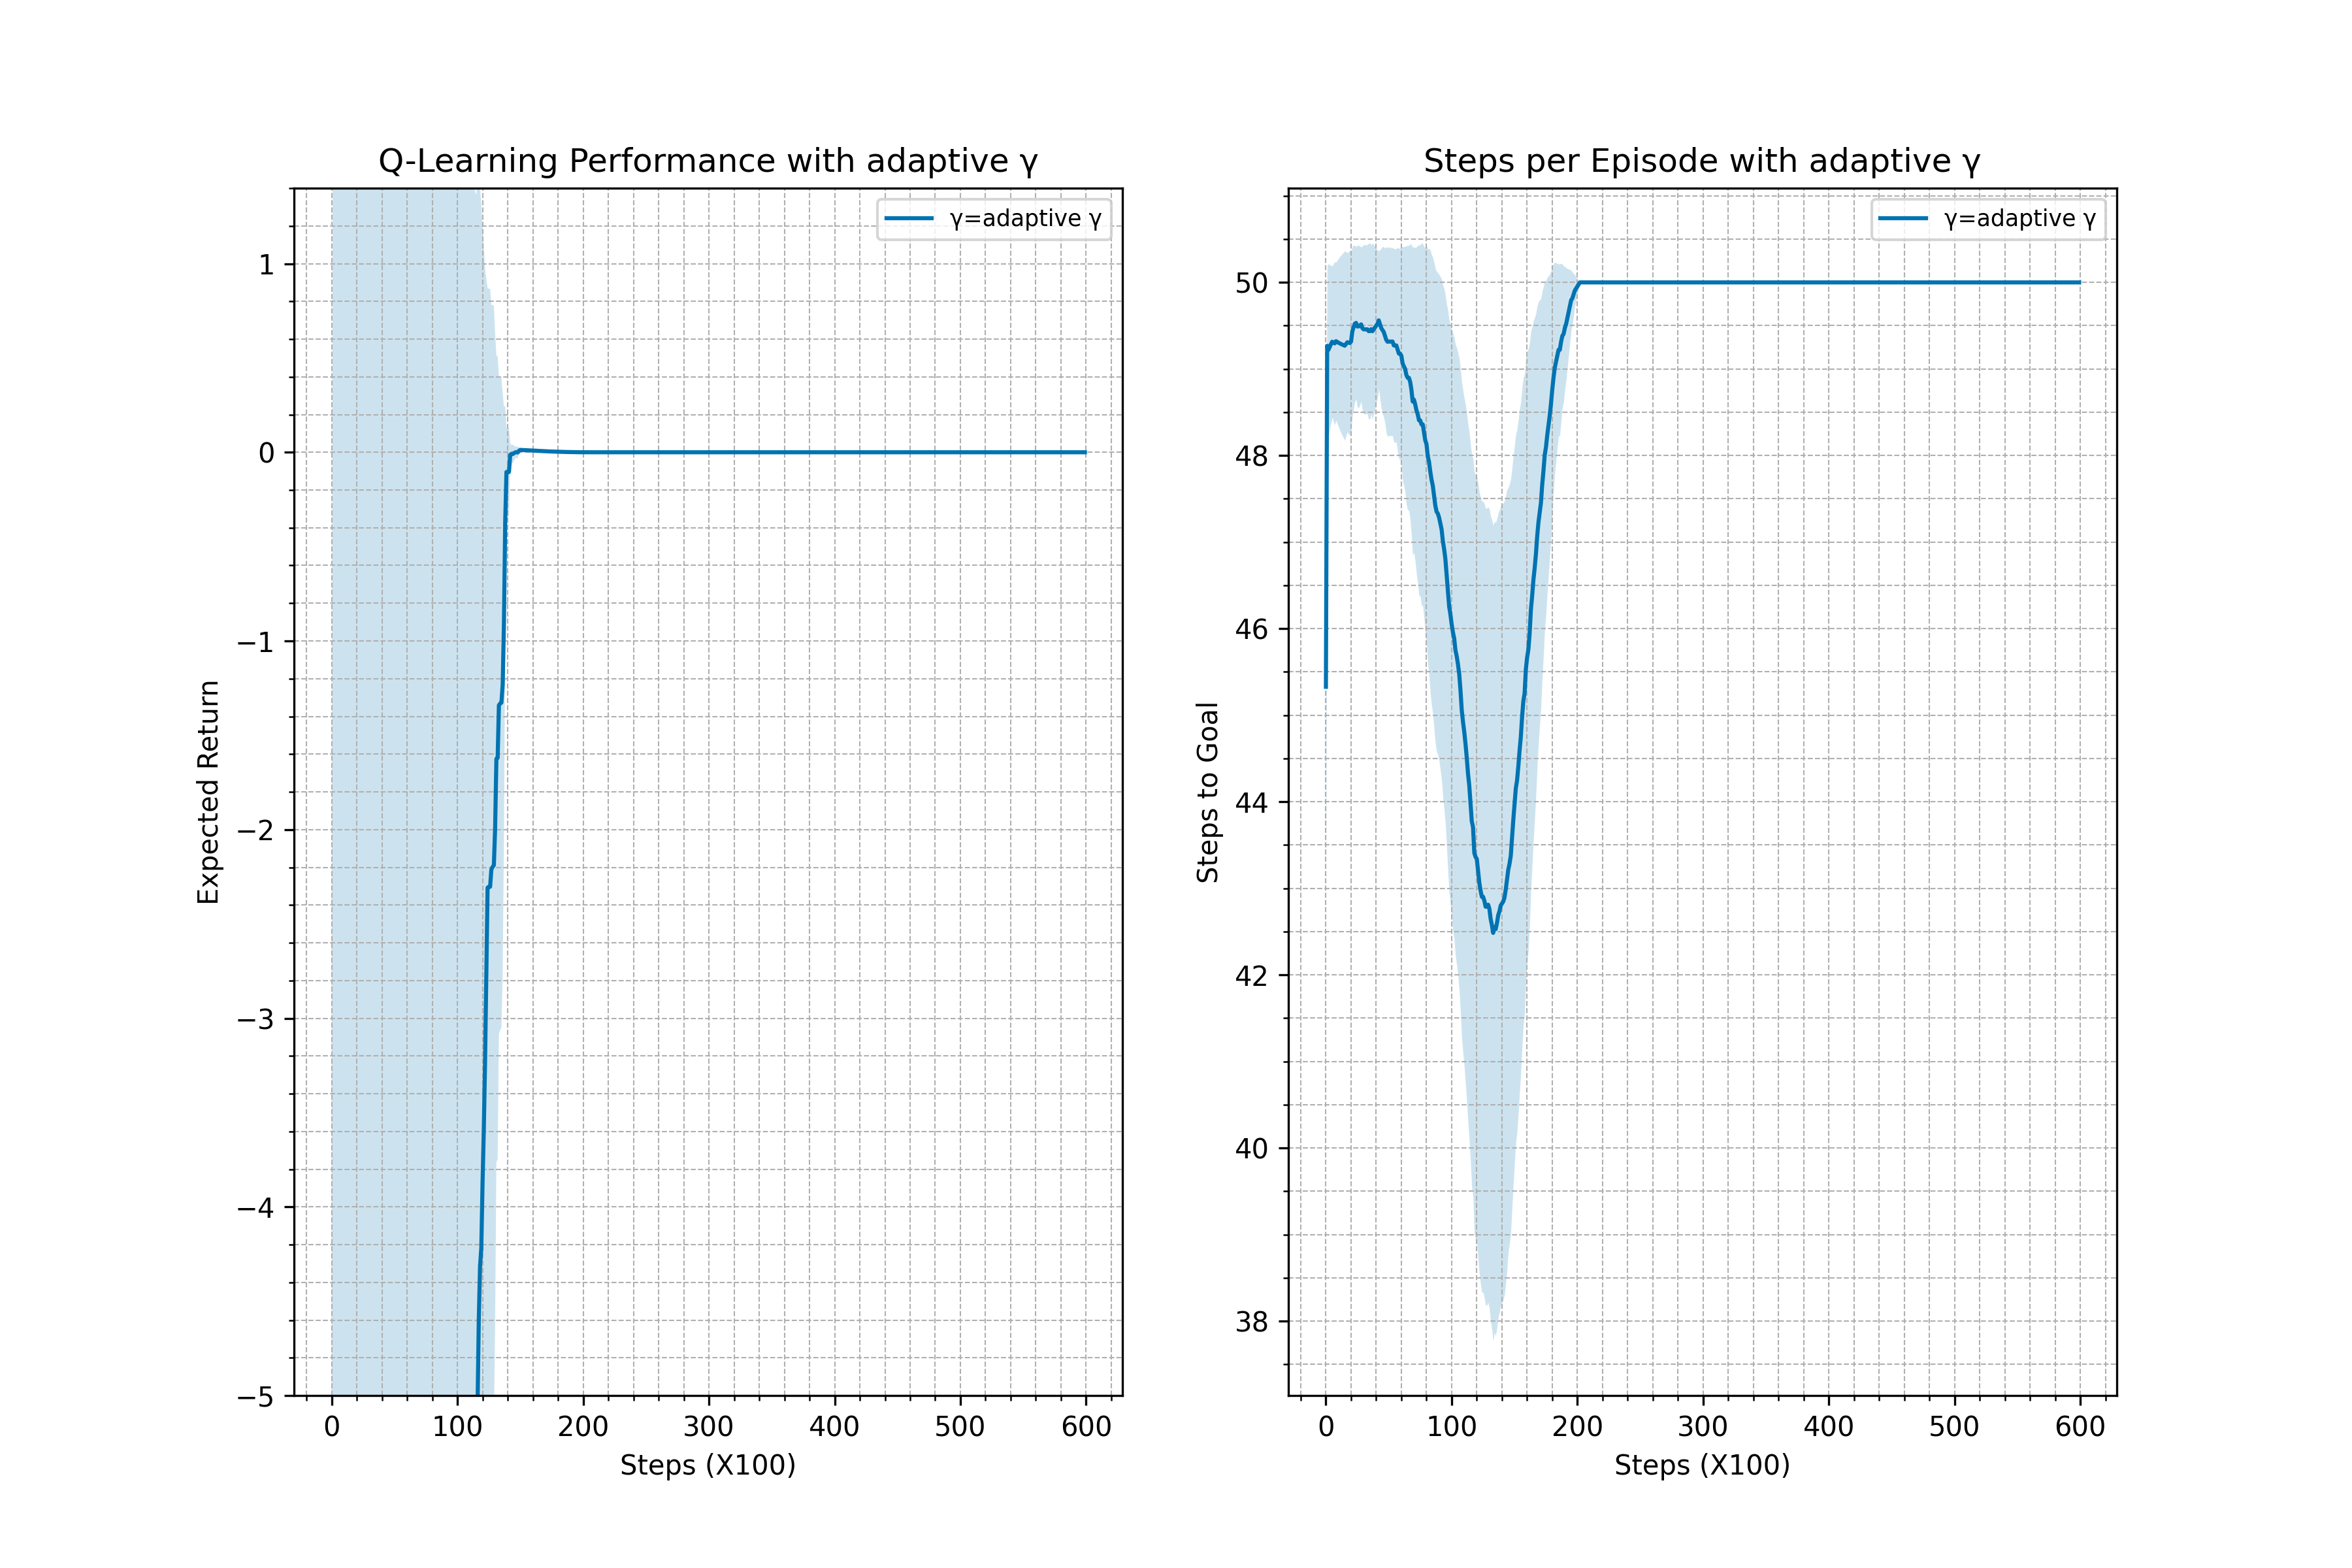 Q-Learning Performance with adaptive γ
γ=adaptive γ
1
0
−1
−2
−3
−4
−5
Expected Return
0 100 200 300 400 500 600
Steps (X100)
Steps per Episode with adaptive γ
γ=adaptive γ
50
48
46
44
42
40
38
Steps to Goal
0 100 200 300 400 500 600
Steps (X100)